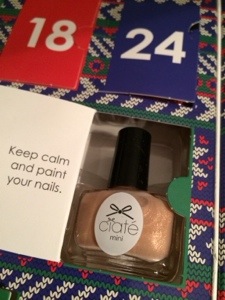 18
24
Keep calm
and paint
your nails.
ciaté
mini